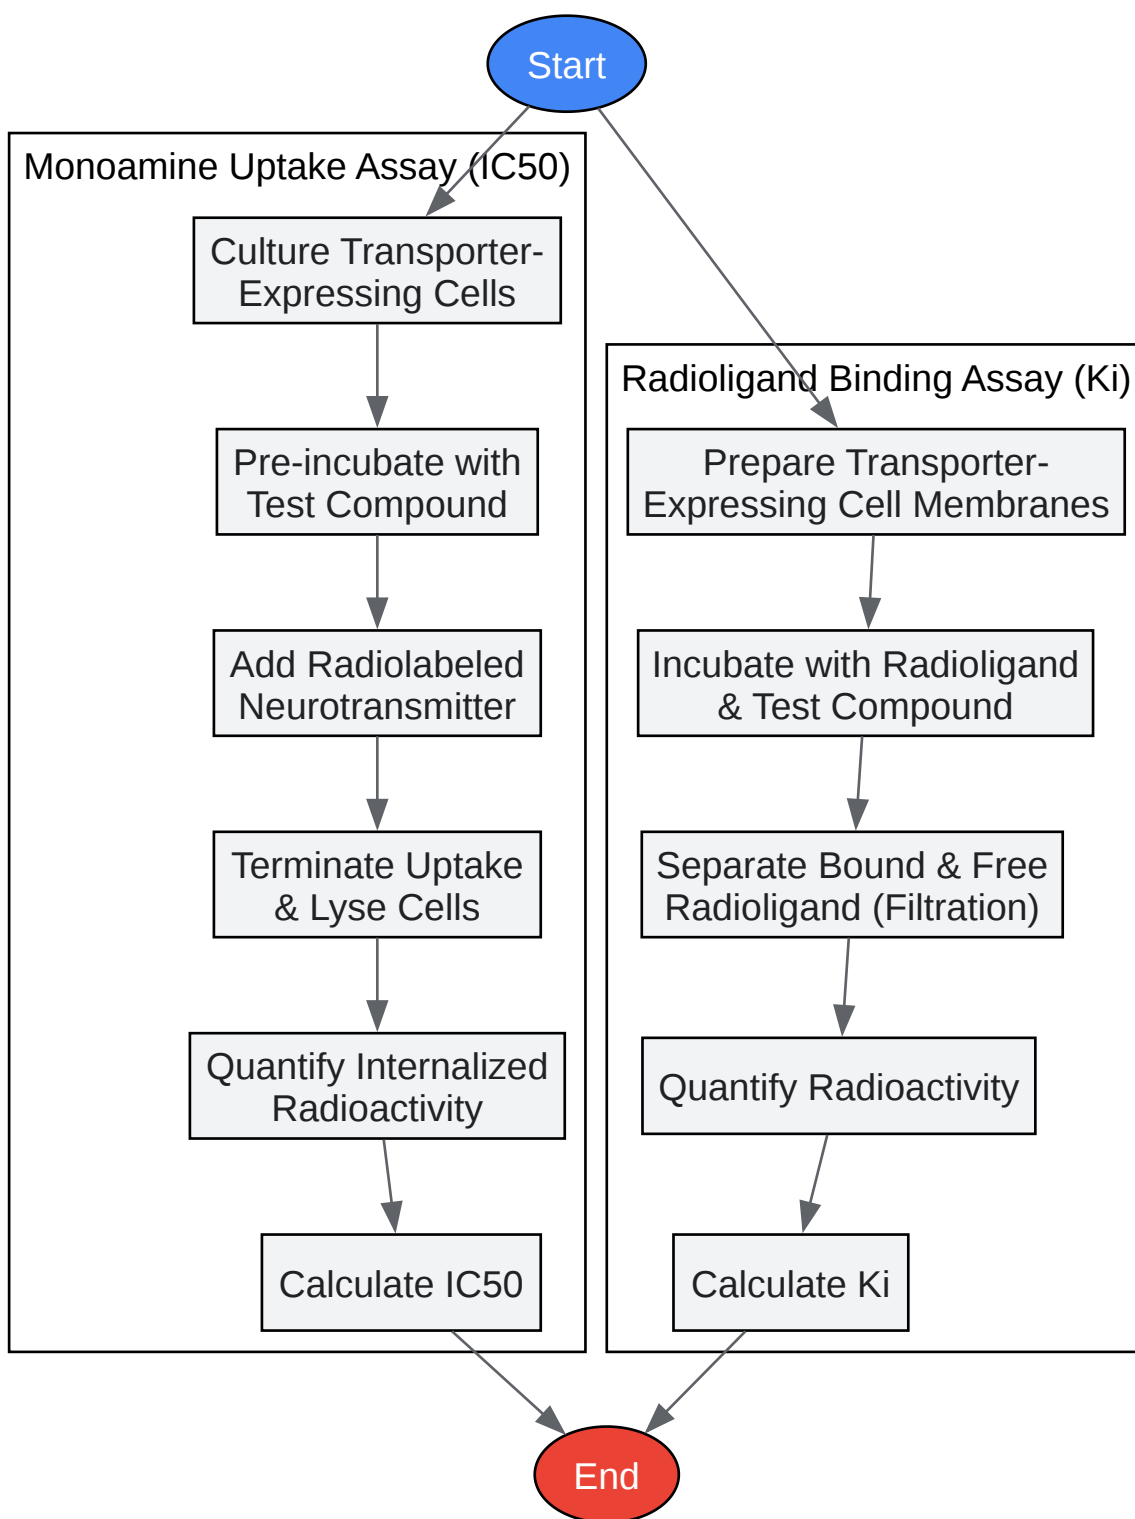 Start
Monoamine Uptake Assay (IC50)
Culture Transporter-
Expressing Cells
Pre-incubate with
Test Compound
Add Radiolabeled
Neurotransmitter
Terminate Uptake
& Lyse Cells
Quantify Internalized
Radioactivity
Calculate IC50
Radioligand Binding Assay (Ki)
Prepare Transporter-
Expressing Cell Membranes
Incubate with Radioligand
& Test Compound
Separate Bound & Free
Radioligand (Filtration)
Quantify Radioactivity
Calculate Ki
End